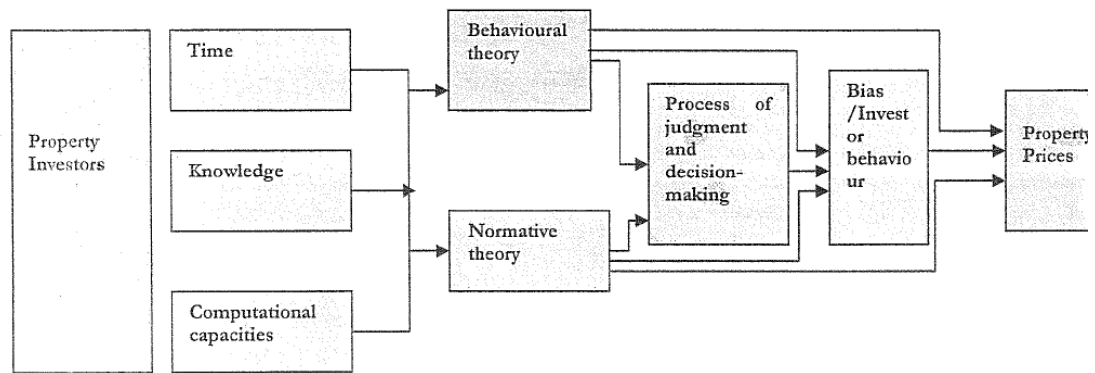 Property
Investors
Time
Knowledge
Computational
capacities
Behavioural
theory
Normative
theory
Process of
judgment
and
decision-
making
Bias
/Invest
or
behavio
ur
Property
Prices